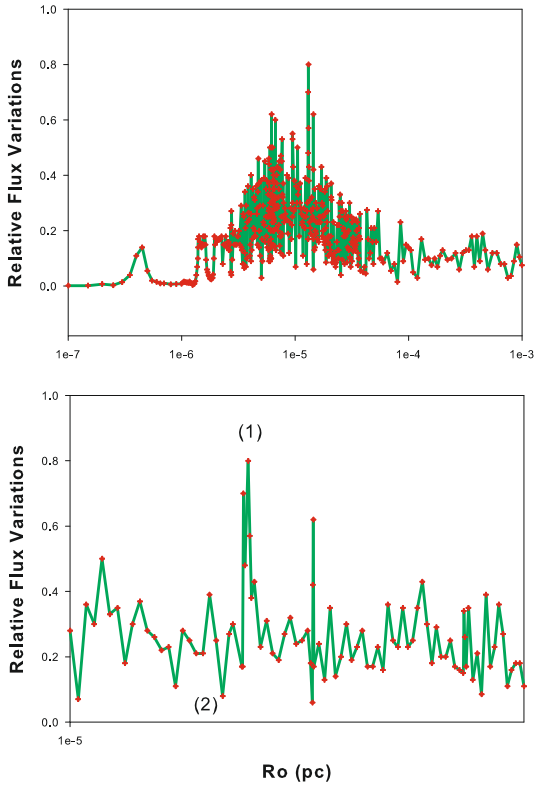 1.0
0.8
0.6
0.4
0.2
0.0
Relative Flux Variations
1e-7
1e-6
1e-5
1e-4
1e-3
1.0
(1)
0.8
0.6
0.4
0.2
(2)
0.0
Relative Flux Variations
1e-5
Ro (pc)